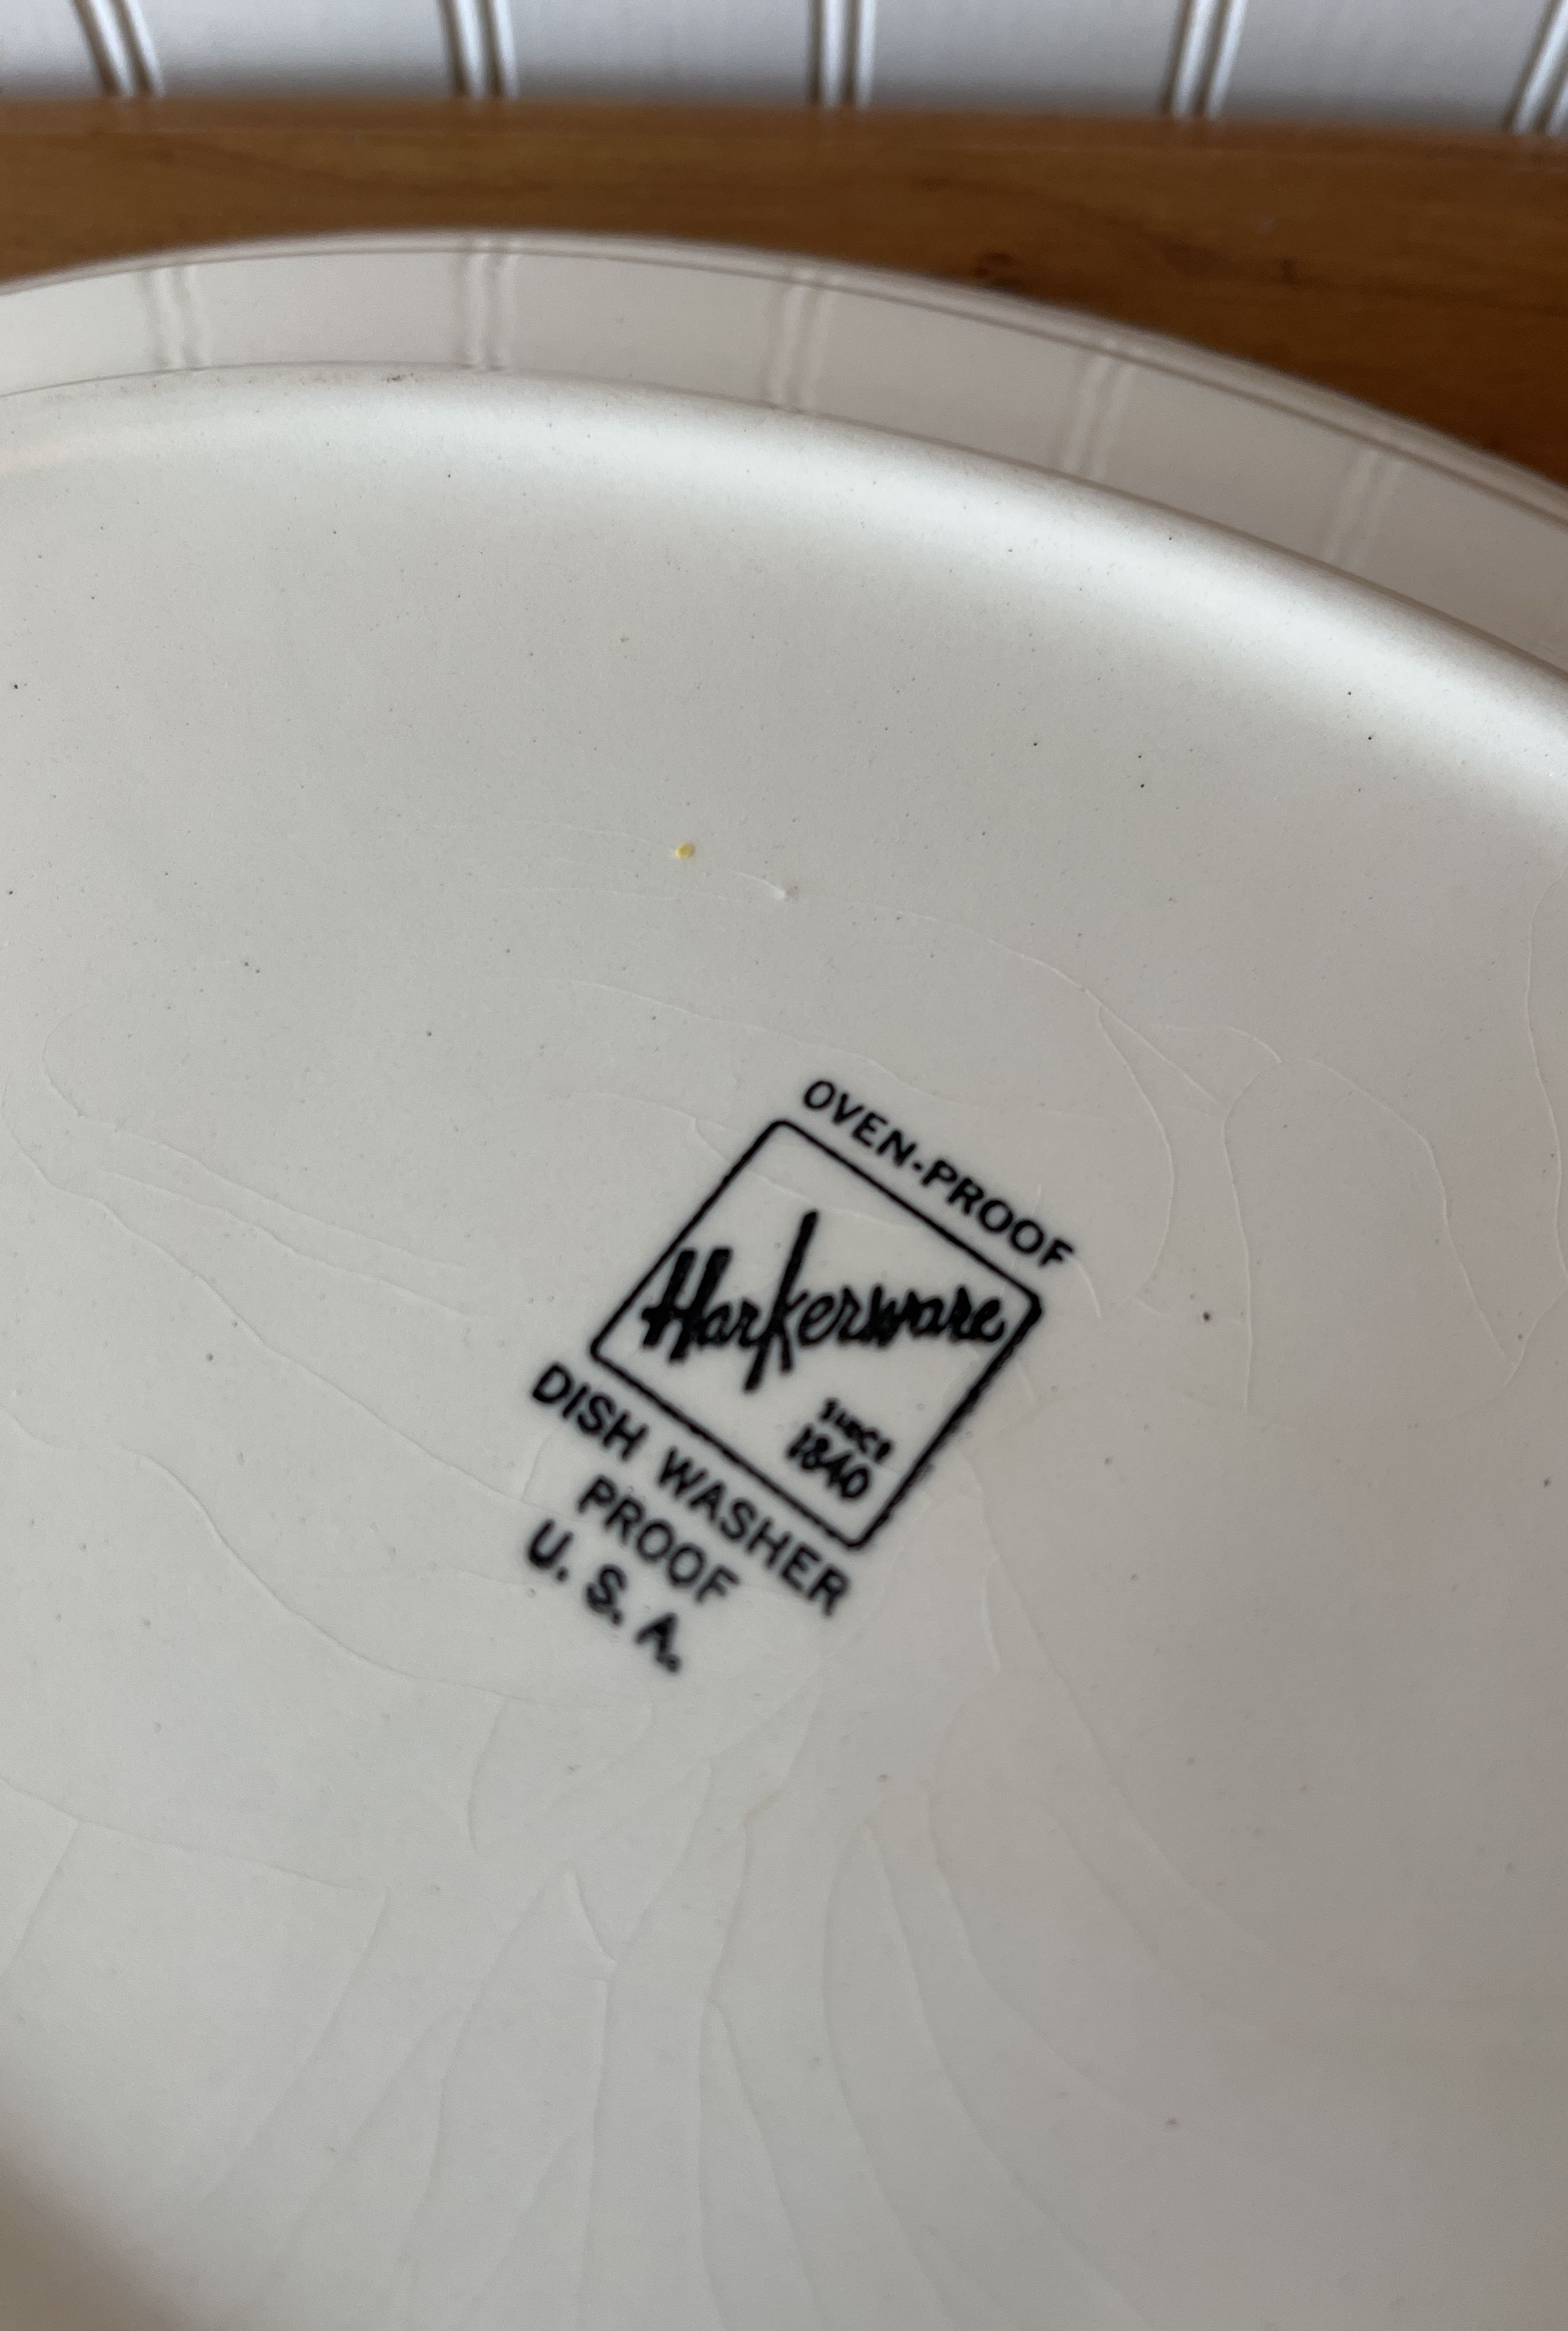 OVEN-PROOF
Harkerware
SINCE
1840
DISH WASHER
PROOF
U. S. A.